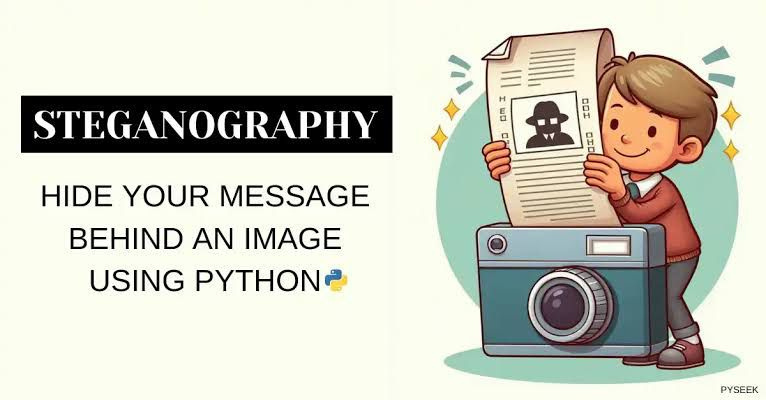 STEGANOGRAPHY
HIDE YOUR MESSAGE
BEHIND AN IMAGE
USING PYTHON
PYSEEK